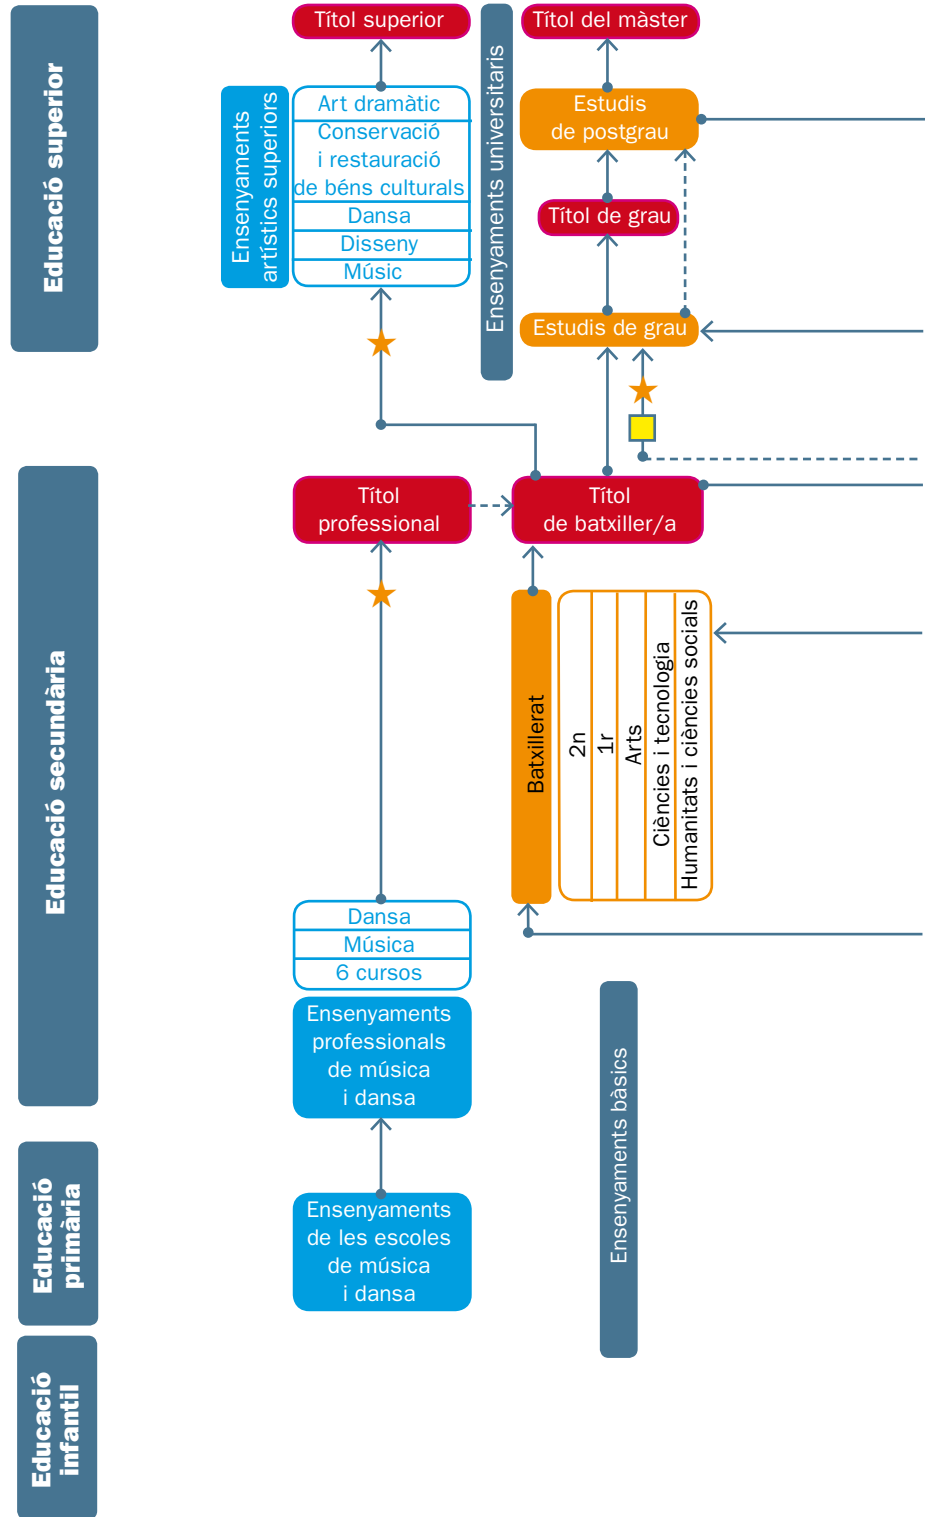 Educació superior
Títol superior
Títol del màster
Ensenyaments
artístics superiors
Art dramàtic
Conservació
i restauració
de béns culturals
Dansa
Disseny
Músic
Ensenyaments universitaris
Estudis
de postgrau
Títol de grau
Estudis de grau
Educació secundària
Títol
professional
Títol
de batxiller/a
Batxillerat
2n
1r
Arts
Ciències i tecnologia
Humanitats i ciències socials
Dansa
Música
6 cursos
Ensenyaments
professionals
de música
i dansa
Ensenyaments bàsics
Educació
primària
Ensenyaments
de les escoles
de música
i dansa
Educació
infantil